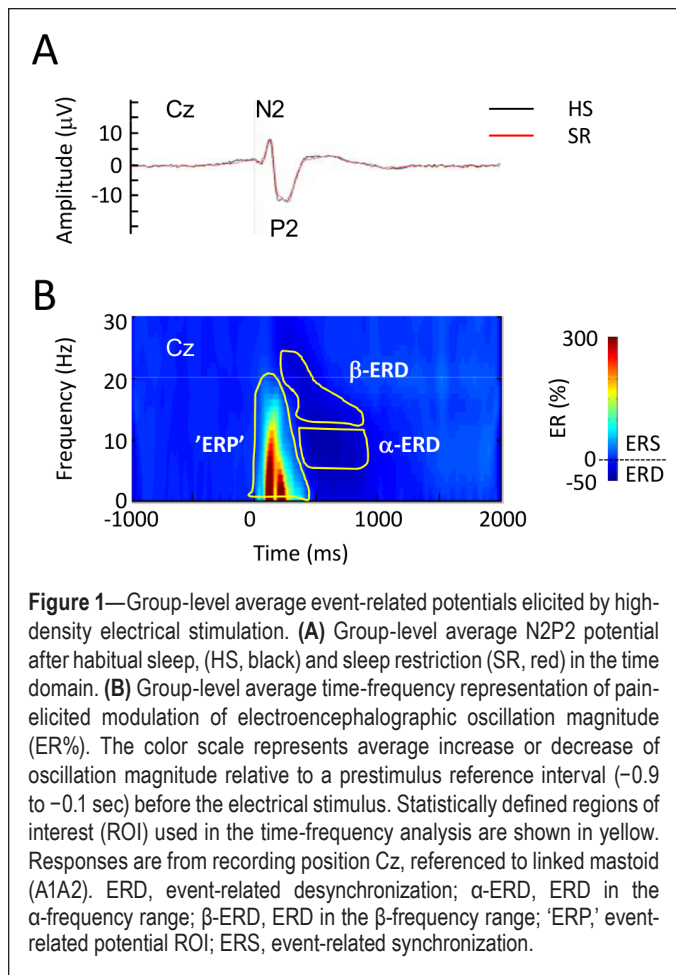 A
Amplitude (µV)
10
0
-10
Cz
N2
P2
HS
SR
B
Frequency (Hz)
30
20
10
0
Cz
'ERP'
β-ERD
α-ERD
-1000
0
1000
2000
Time (ms)
300
0
-50
ER (%)
ERS
ERD
Figure 1—Group-level average event-related potentials elicited by high-
density electrical stimulation. (A) Group-level average N2P2 potential
after habitual sleep, (HS, black) and sleep restriction (SR, red) in the time
domain. (B) Group-level average time-frequency representation of pain-
elicited modulation of electroencephalographic oscillation magnitude
(ER%). The color scale represents average increase or decrease of
oscillation magnitude relative to a prestimulus reference interval (−0.9
to −0.1 sec) before the electrical stimulus. Statistically defined regions of
interest (ROI) used in the time-frequency analysis are shown in yellow.
Responses are from recording position Cz, referenced to linked mastoid
(A1A2). ERD, event-related desynchronization; α-ERD, ERD in the
α-frequency range; β-ERD, ERD in the β-frequency range; ‘ERP,’ event-
related potential ROI; ERS, event-related synchronization.